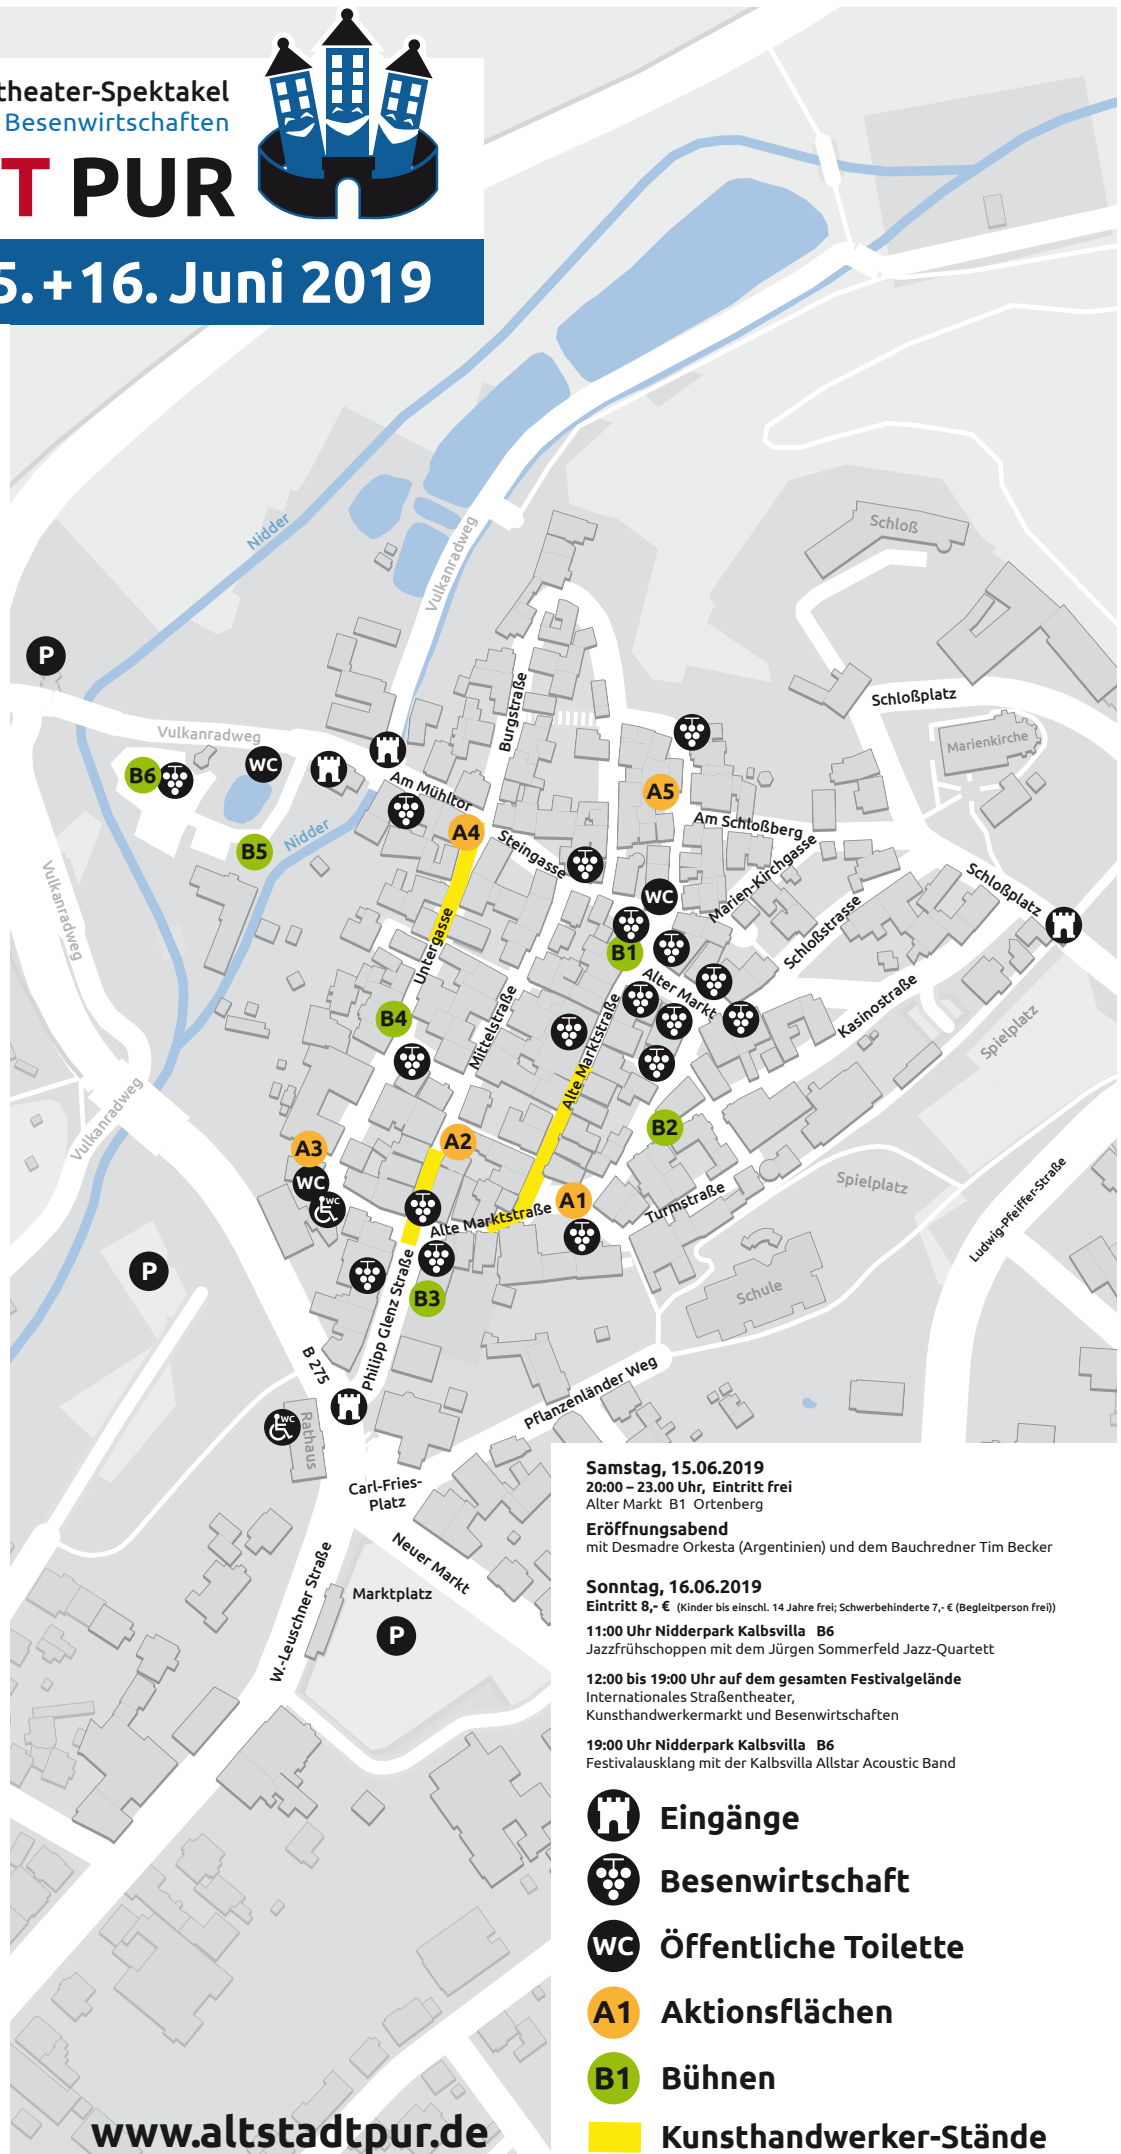 theater-Spektakel
Besenwirtschaften
T PUR
5.+16. Juni 2019
Nidder
Vulkanradweg
Schloß
P
Burgstraße
Schloßplatz
Marienkirche
Vulkanradweg
WC
B6
Am Mühltor
A5
Am Schloßberg
A4
Steingasse
B5
Nidder
Marien-Kirchgasse
Vulkanradweg
WC
Schloßplatz
Untergasse
B1
Schloßstrasse
Alter Markt
Kasinostraße
B4
Mittelstraße
Alte Marktstraße
Spielplatz
Vulkanradweg
B2
A3
A2
WC
WC
A1
Alte Marktstraße
Turmstraße
Spielplatz
Ludwig-Pfeiffer-Straße
P
B3
Schule
Philipp Glenz Straße
B 275
Pflanzenländer Weg
WC
Rathaus
Carl-Fries-
Platz
Neuer Markt
W.-Leuschner Straße
Marktplatz
P
Samstag, 15.06.2019
20:00 – 23.00 Uhr, Eintritt frei
Alter Markt B1 Ortenberg
Eröffnungsabend
mit Desmadre Orkesta (Argentinien) und dem Bauchredner Tim Becker
Sonntag, 16.06.2019
Eintritt 8,- € (Kinder bis einschl. 14 Jahre frei; Schwerbehinderte 7,- € (Begleitperson frei))
11:00 Uhr Nidderpark Kalbsvilla B6
Jazzfrühschoppen mit dem Jürgen Sommerfeld Jazz-Quartett
12:00 bis 19:00 Uhr auf dem gesamten Festivalgelände
Internationales Straßentheater,
Kunsthandwerkermarkt und Besenwirtschaften
19:00 Uhr Nidderpark Kalbsvilla B6
Festivalausklang mit der Kalbsvilla Allstar Acoustic Band
Eingänge
Besenwirtschaft
WC Öffentliche Toilette
A1 Aktionsflächen
B1 Bühnen
Kunsthandwerker-Stände
www.altstadtpur.de